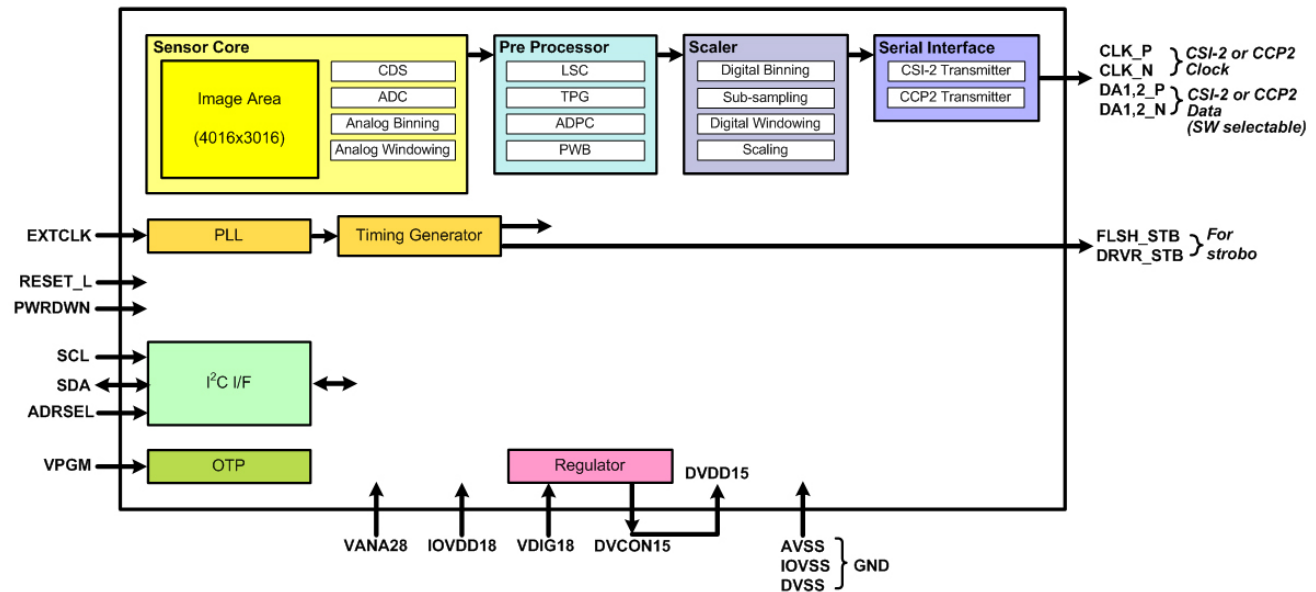 Sensor Core
Image Area
(4016x3016)
CDS
ADC
Analog Binning
Analog Windowing
Pre Processor
LSC
TPG
ADPC
PWB
Scaler
Digital Binning
Sub-sampling
Digital Windowing
Scaling
Serial Interface
CSI-2 Transmitter
CCP2 Transmitter
CLK_P
CLK_N
CSI-2 or CCP2
Clock
DA1,2_P
DA1,2_N
CSI-2 or CCP2
Data
(SW selectable)
EXTCLK
PLL
Timing Generator
FLSH_STB
DRVR_STB
For
strobo
RESET_L
PWRDWN
SCL
SDA
ADRSEL
I²C I/F
VPGM
OTP
Regulator
DVDD15
VANA28
IOVDD18
VDIG18
DVCON15
AVSS
IOVSS
DVSS
GND